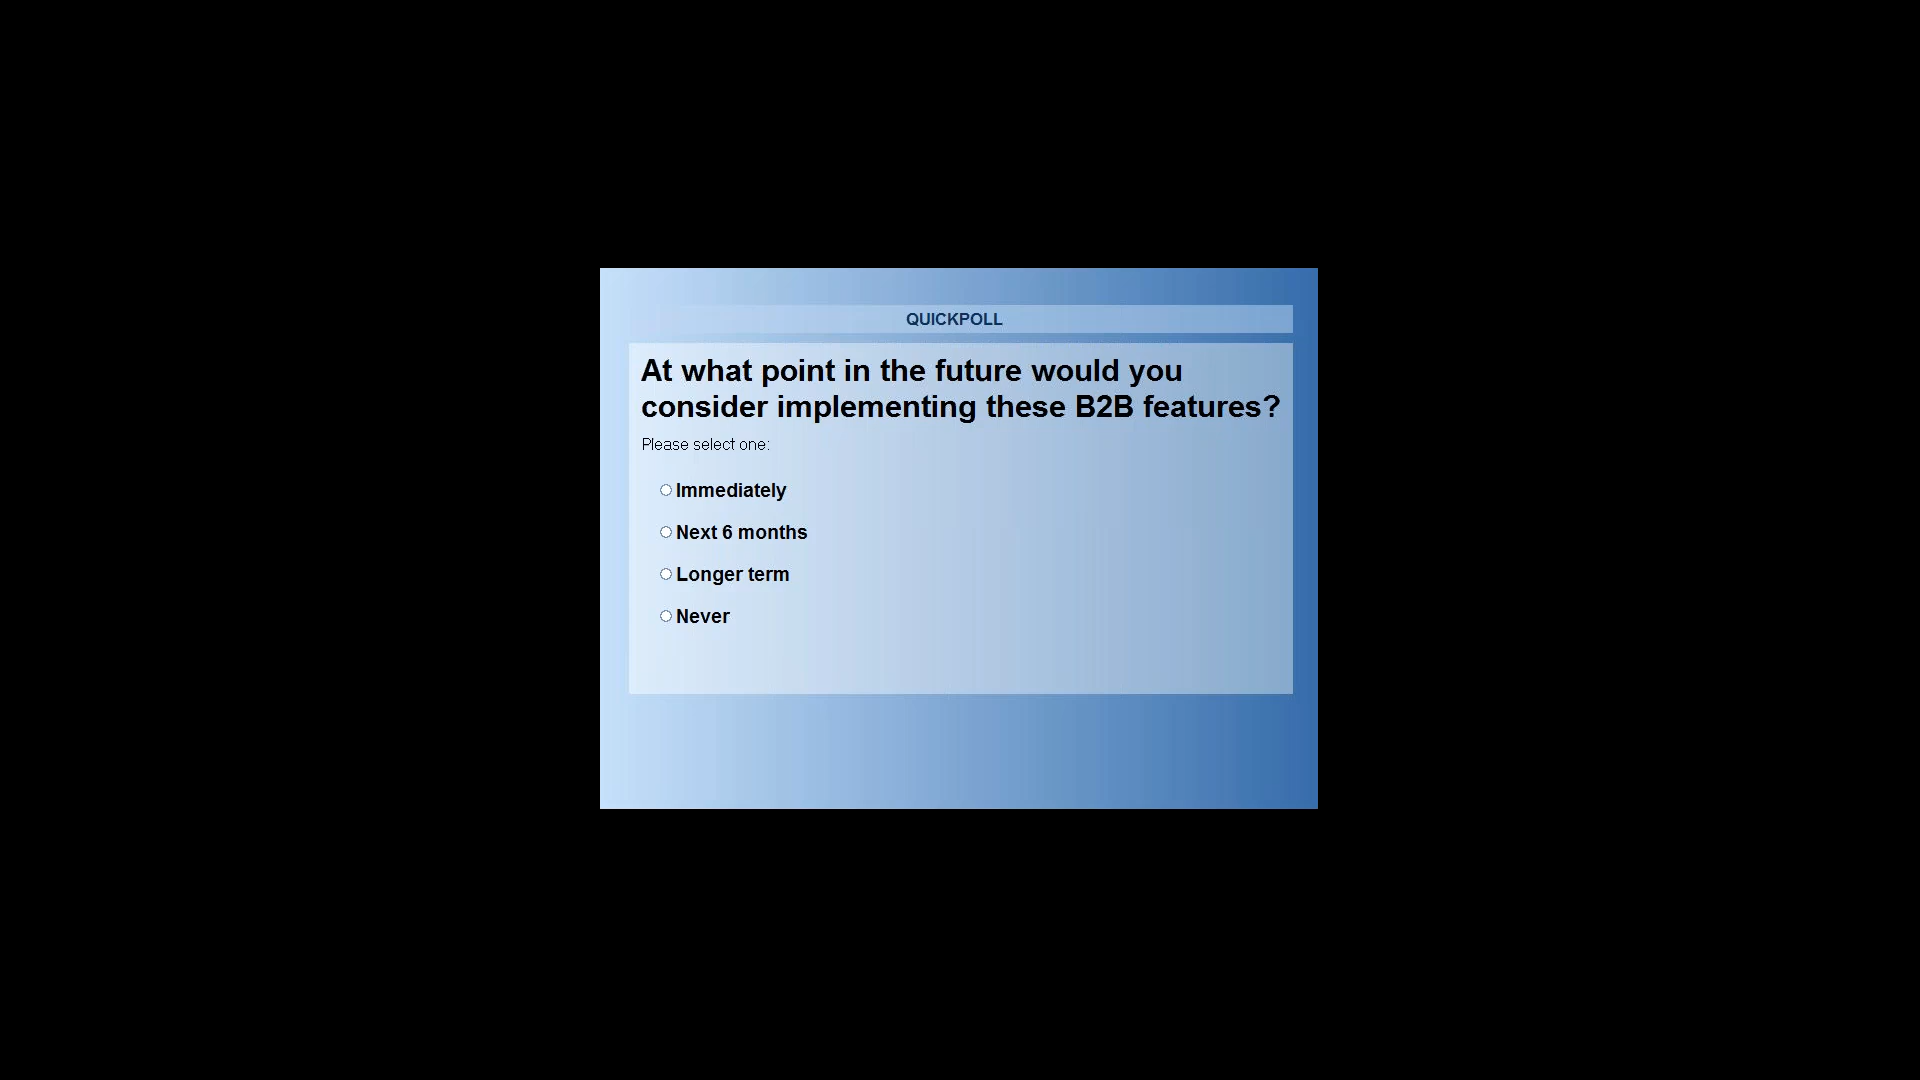 QUICKPOLL
At what point in the future would you
consider implementing these B2B features?
Please select one:
Immediately
Next 6 months
Longer term
Never